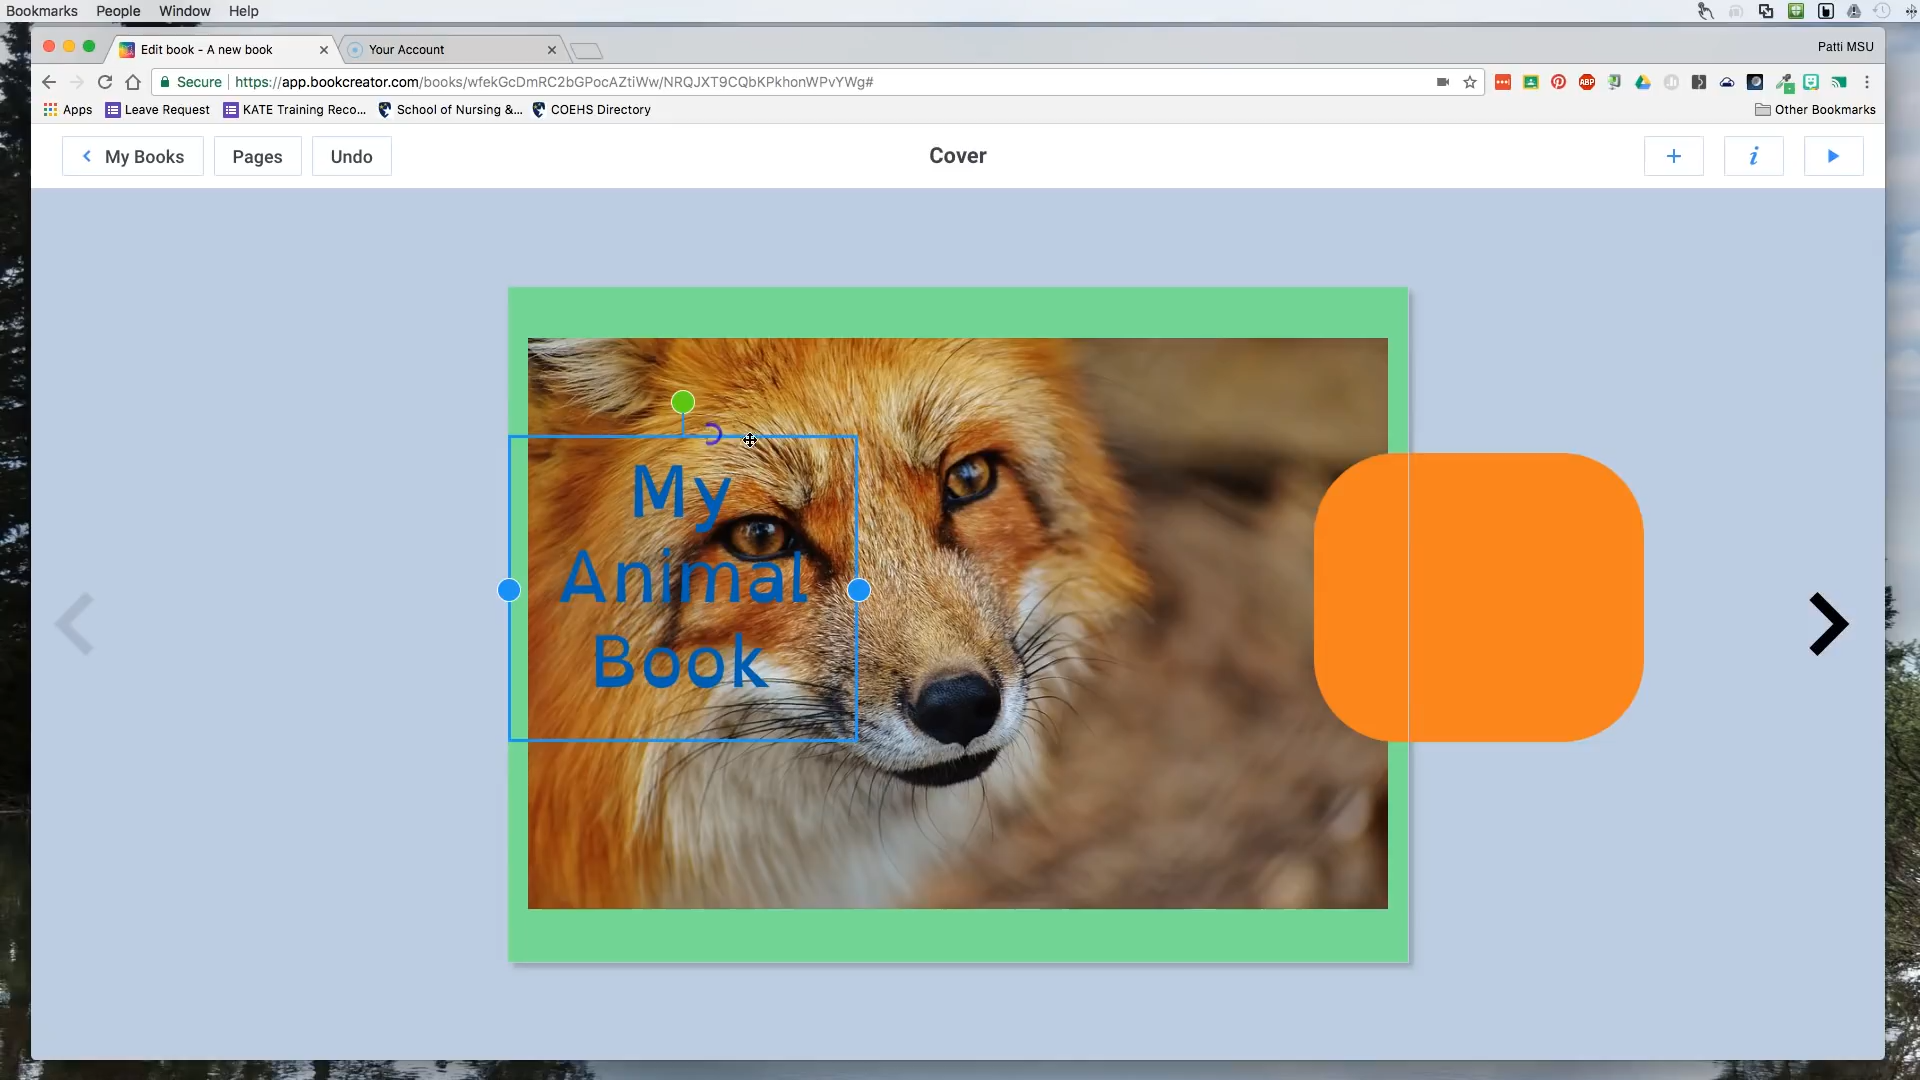 Bookmarks People Window Help
Edit book - A new book
Your Account
Patti MSU
Secure https://app.bookcreator.com/books/wfekGcDmRC2bGPocAZtiWw/NRQJXT9CQbKPkhonWPvYWg#
ABP
Apps Leave Request KATE Training Reco... School of Nursing &... COEHS Directory Other Bookmarks
My Books Pages Undo Cover + i
My
Animal
Book